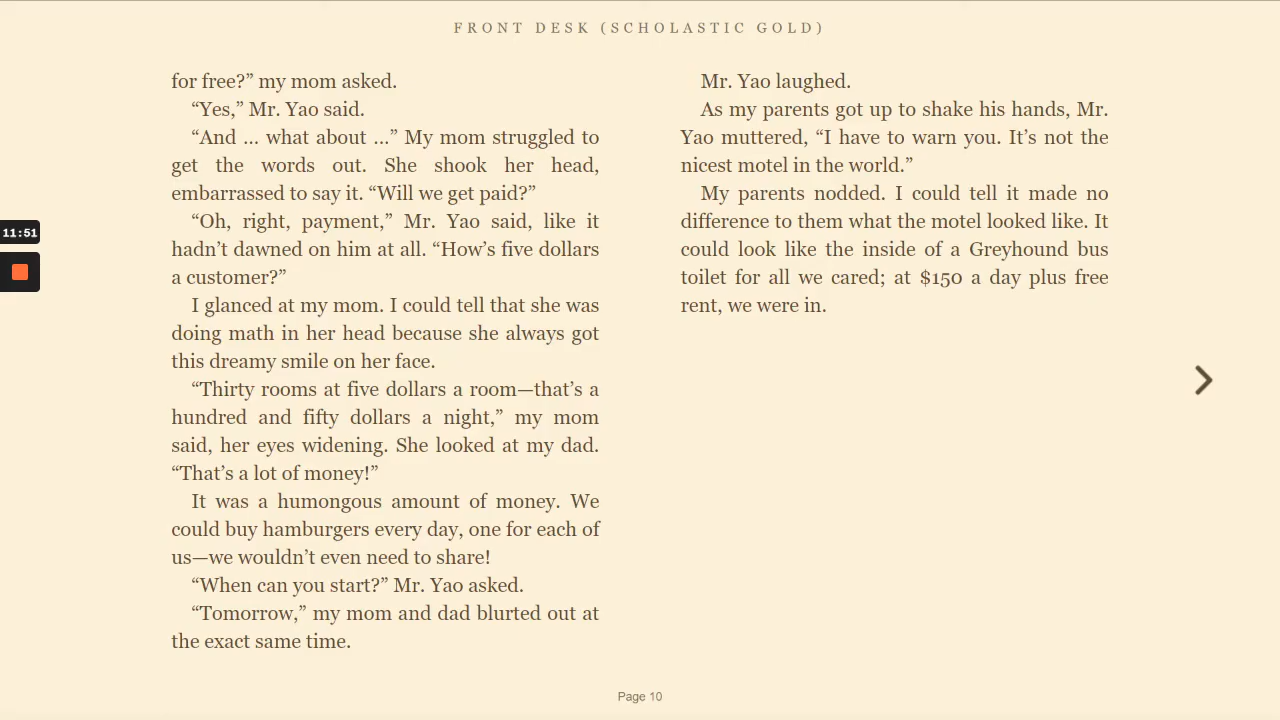 FRONT DESK (SCHOLASTIC GOLD)
for free?” my mom asked.
“Yes,” Mr. Yao said.
“And ... what about ...” My mom struggled to
get the words out. She shook her head,
embarrassed to say it. “Will we get paid?”
“Oh, right, payment,” Mr. Yao said, like it
hadn’t dawned on him at all. “How’s five dollars
a customer?”
I glanced at my mom. I could tell that she was
doing math in her head because she always got
this dreamy smile on her face.
“Thirty rooms at five dollars a room—that’s a
hundred and fifty dollars a night,” my mom
said, her eyes widening. She looked at my dad.
“That’s a lot of money!”
It was a humongous amount of money. We
could buy hamburgers every day, one for each of
us—we wouldn’t even need to share!
“When can you start?” Mr. Yao asked.
“Tomorrow,” my mom and dad blurted out at
the exact same time.
Mr. Yao laughed.
As my parents got up to shake his hands, Mr.
Yao muttered, “I have to warn you. It’s not the
nicest motel in the world.”
My parents nodded. I could tell it made no
difference to them what the motel looked like. It
could look like the inside of a Greyhound bus
toilet for all we cared; at $150 a day plus free
rent, we were in.
11:51
Page 10